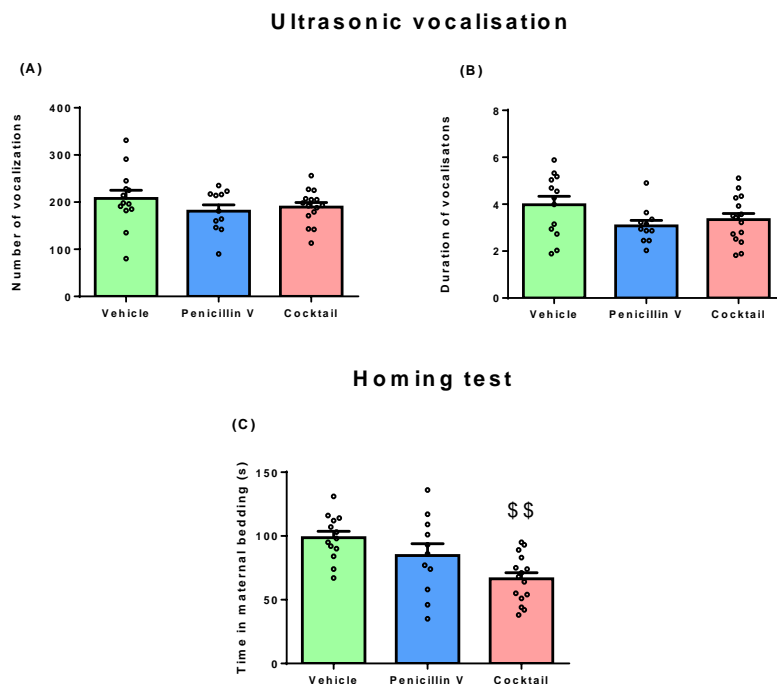 Ultrasonic vocalisation
(A)
(B)
Number of vocalizations
400
300
200
100
0
Vehicle
Penicillin V
Cocktail
Duration of vocalisatons
8
6
4
2
0
Vehicle
Penicillin V
Cocktail
Homing test
(C)
Time in maternal bedding (s)
150
100
50
0
$$
Vehicle
Penicillin V
Cocktail